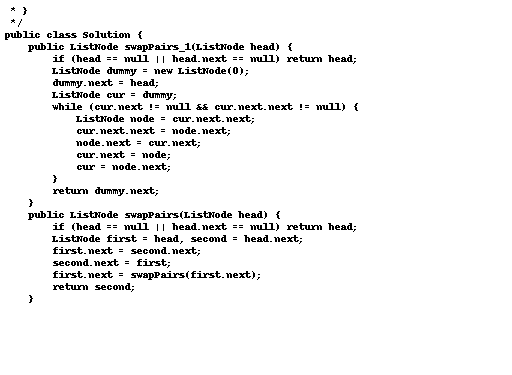 * }
 */
public class Solution {
    public ListNode swapPairs_1(ListNode head) {
        if (head == null || head.next == null) return head;
        ListNode dummy = new ListNode(0);
        dummy.next = head;
        ListNode cur = dummy;
        while (cur.next != null && cur.next.next != null) {
            ListNode node = cur.next.next;
            cur.next.next = node.next;
            node.next = cur.next;
            cur.next = node;
            cur = node.next;
        }
        return dummy.next;
    }
    public ListNode swapPairs(ListNode head) {
        if (head == null || head.next == null) return head;
        ListNode first = head, second = head.next;
        first.next = second.next;
        second.next = first;
        first.next = swapPairs(first.next);
        return second;
    }